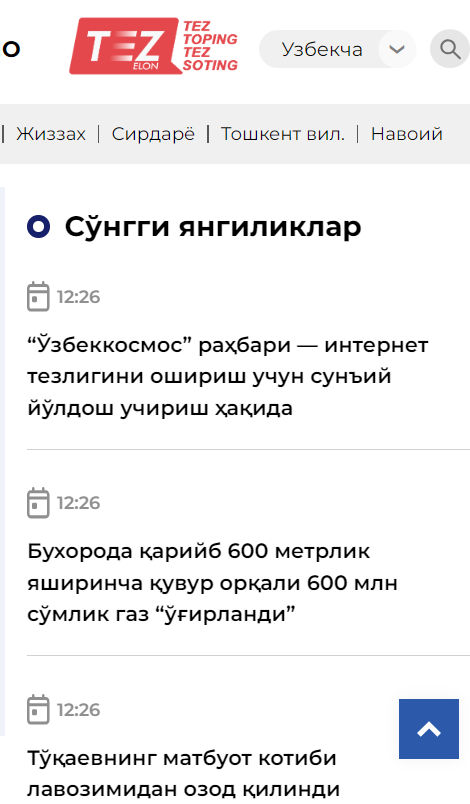 О
TEZ
ELON
TEZ
TOPING
TEZ
SOTING
Узбекча
Жиззах | Сирдарё | Тошкент вил. | Навоий
Сўнгги янгиликлар
12:26
“Ўзбеккосмос” раҳбари — интернет
тезлигини ошириш учун сунъий
йўлдош учириш ҳақида
12:26
Бухорода қарийб 600 метрлик
яширинча қувур орқали 600 млн
сўмлик газ “ўғирланди”
12:26
Тўқаевнинг матбуот котиби
лавозимидан озод қилинди